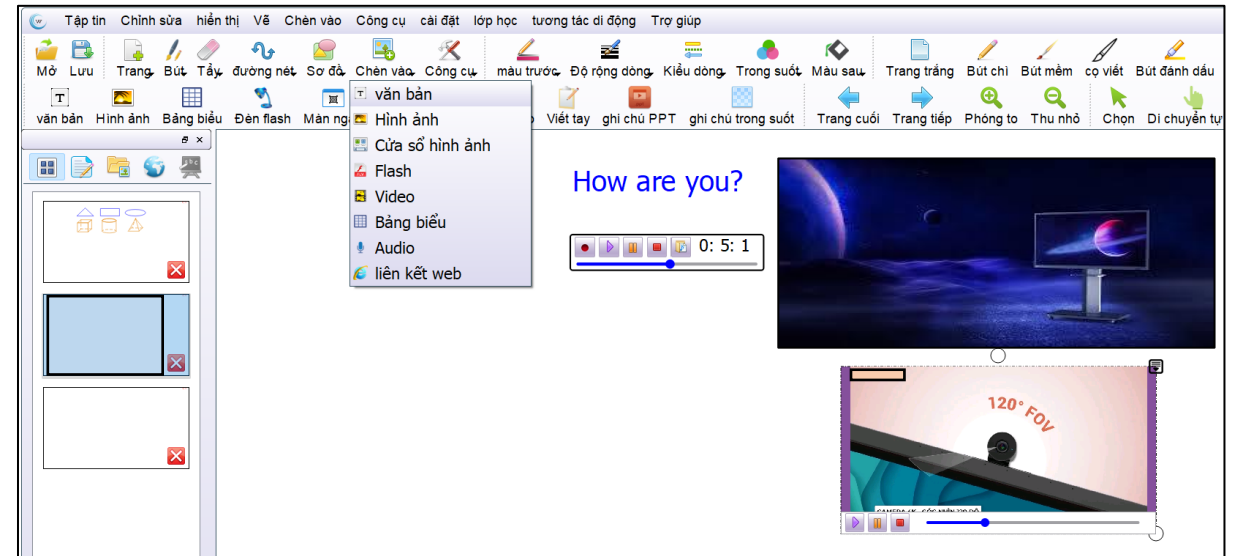 Tập tin Chỉnh sửa hiển thị Vẽ Chèn vào Công cụ cài đặt lớp học tương tác di động Trợ giúp
Mở Lưu Trang Bút Tẩy đường nét Sơ đồ Chèn vào Công cụ màu trước Độ rộng dòng Kiểu dòng Trong suốt Màu sau Trang trắng Bút chì Bút mềm cọ viết Bút đánh dấu
văn bản Hình ảnh Bảng biểu Đèn flash Màn ng Viết tay ghi chú PPT ghi chú trong suốt Trang cuối Trang tiếp Phóng to Thu nhỏ Chọn Di chuyển tự
văn bản
Hình ảnh
Cửa sổ hình ảnh
Flash
Video
Bảng biểu
Audio
liên kết web
How are you?
0: 5: 1
120° FOV